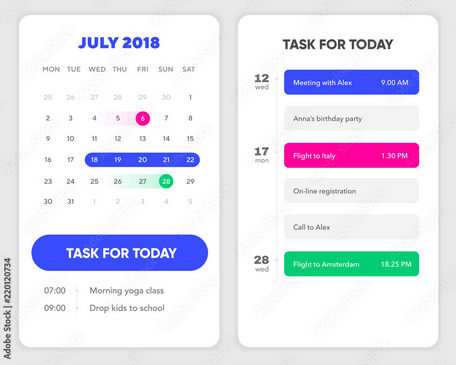 JULY 2018
MON TUE WED THU FRI SUN SAT
25 26 27 28 29 30 1
2 3 4 5 6 7 8
9 10 11 12 13 14 15
16 17 18 19 20 21 22
23 24 25 26 27 28 29
30 31 1 2 3 4 5
TASK FOR TODAY
07:00 Morning yoga class
09:00 Drop kids to school
TASK FOR TODAY
12 wed
Meeting with Alex 9.00 AM
Anna's birthday party
17 mon
Flight to Italy 1.30 PM
On-line registration
Call to Alex
28 wed
Flight to Amsterdam 18.25 PM
Adobe Stock | #220120734